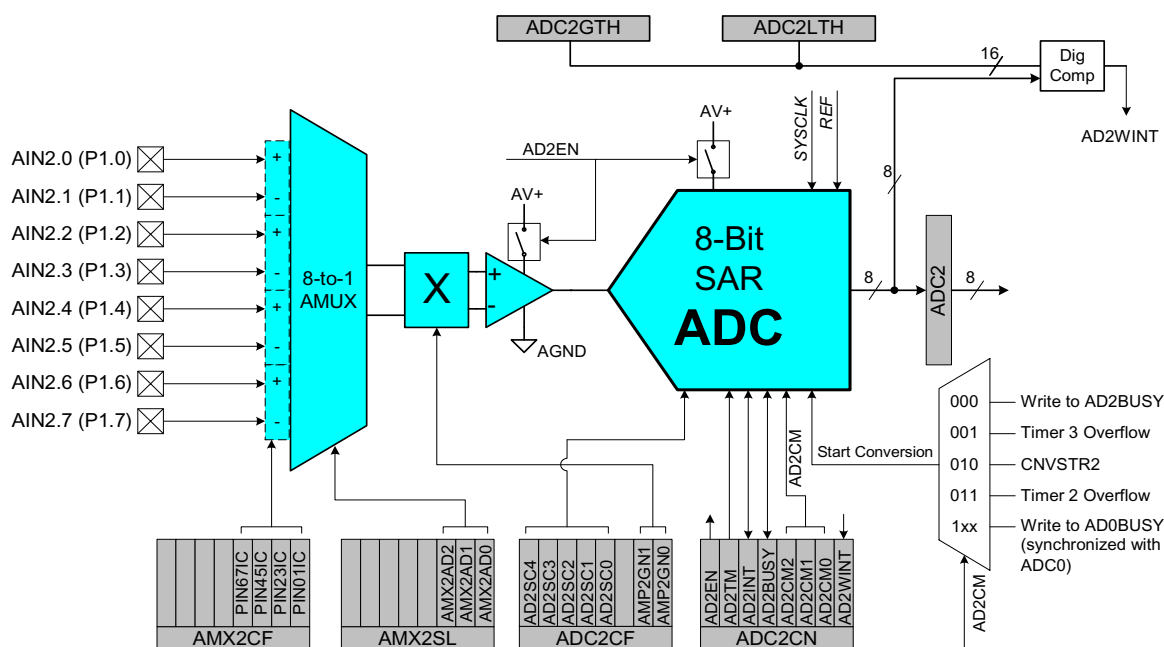 ADC2GTH
ADC2LTH
16
Dig
Comp
AD2WINT
AV+
SYSCLK
REF
AD2EN
AV+
8
AIN2.0 (P1.0)
+
AIN2.1 (P1.1)
-
AIN2.2 (P1.2)
+
AIN2.3 (P1.3)
-
AIN2.4 (P1.4)
+
AIN2.5 (P1.5)
-
AIN2.6 (P1.6)
+
AIN2.7 (P1.7)
-
8-to-1
AMUX
X
+
-
AGND
8-Bit
SAR
ADC
8
ADC2
8
000
Write to AD2BUSY
001
Timer 3 Overflow
Start Conversion
010
CNVSTR2
011
Timer 2 Overflow
1xx
Write to AD0BUSY
(synchronized with
ADC0)
AD2CM
AD2CM
PIN67IC
PIN45IC
PIN23IC
PIN01IC
AMX2CF
AMX2AD2
AMX2AD1
AMX2AD0
AMX2SL
AD2SC4
AD2SC3
AD2SC2
AD2SC1
AD2SC0
AMP2GN1
AMP2GN0
ADC2CF
AD2EN
AD2TM
AD2INT
AD2BUSY
AD2CM2
AD2CM1
AD2CM0
AD2WINT
ADC2CN